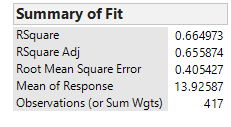 Summary of Fit
RSquare 0.664973
RSquare Adj 0.655874
Root Mean Square Error 0.405427
Mean of Response 13.92587
Observations (or Sum Wgts) 417